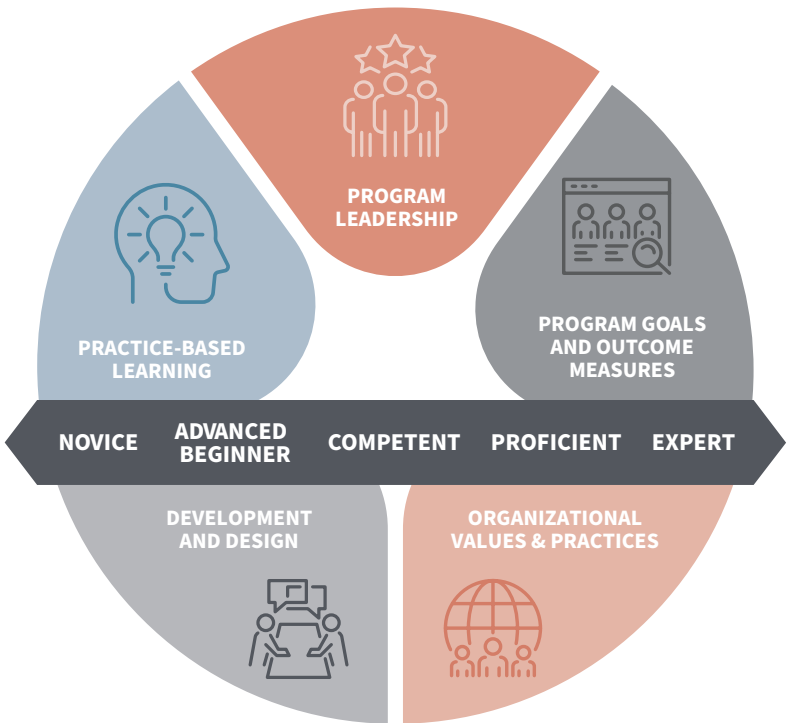 PROGRAM
LEADERSHIP
PRACTICE-BASED
LEARNING
PROGRAM GOALS
AND OUTCOME
MEASURES
NOVICE
ADVANCED
BEGINNER
COMPETENT
PROFICIENT
EXPERT
DEVELOPMENT
AND DESIGN
ORGANIZATIONAL
VALUES & PRACTICES